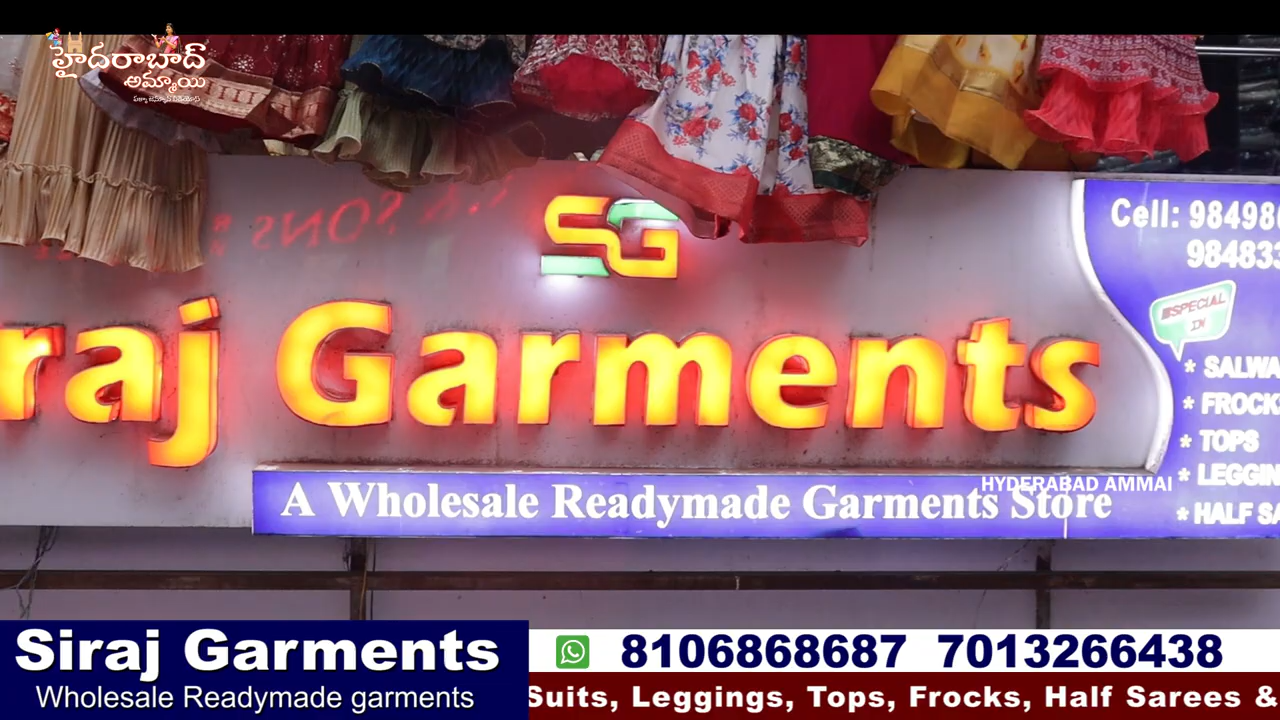 హైదరాబాద్
అమ్మాయి
SG
raj Garments
A Wholesale Readymade Garments Store
HYDERABAD AMMAI
Cell: 98498
98483
SPECIAL
IN
* SALWA
* FROCK
* TOPS
* LEGGIN
* HALF SA
Siraj Garments
Wholesale Readymade garments
8106868687 7013266438
Suits, Leggings, Tops, Frocks, Half Sarees &